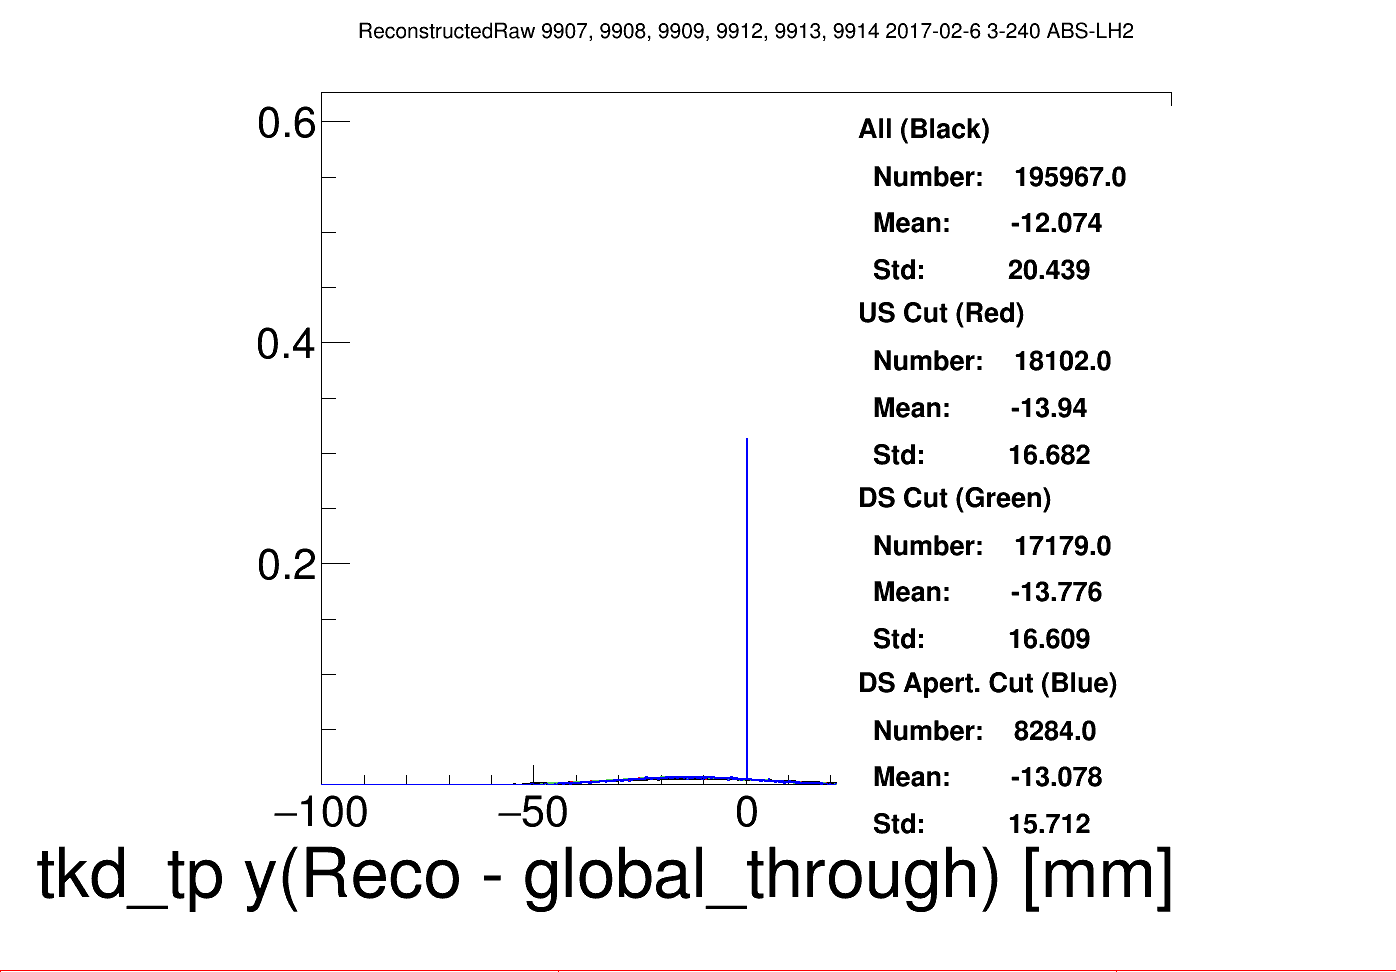 ReconstructedRaw 9907, 9908, 9909, 9912, 9913, 9914 2017-02-6 3-240 ABS-LH2
0.6
0.4
0.2
−100
−50
0
All (Black)
Number: 195967.0
Mean: -12.074
Std: 20.439
US Cut (Red)
Number: 18102.0
Mean: -13.94
Std: 16.682
DS Cut (Green)
Number: 17179.0
Mean: -13.776
Std: 16.609
DS Apert. Cut (Blue)
Number: 8284.0
Mean: -13.078
Std: 15.712
tkd_tp y(Reco - global_through) [mm]